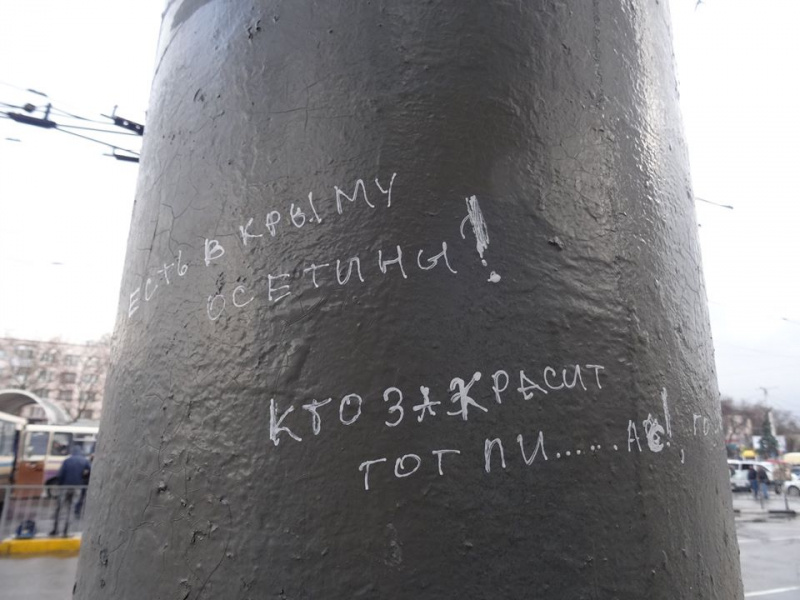 ЕСТЬ В КРЫМУ
ОСЕТИНЫ!
КТО ЗАКРАСИТ
ТОТ ПИ......АС!,